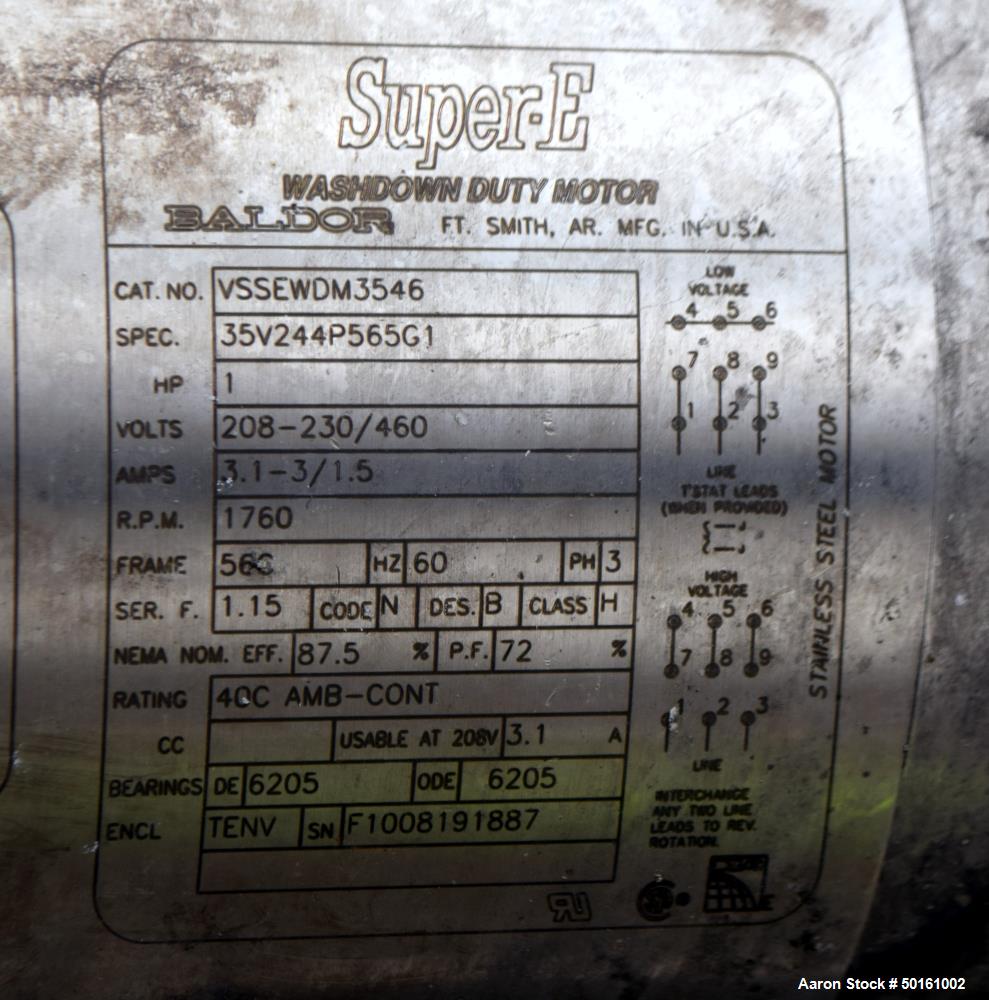 Super-E
WASHDOWN DUTY MOTOR
BALDOR FT. SMITH, AR. MFG. IN U.S.A.
CAT. NO. VSSEWDM3546
SPEC. 35V244P565G1
HP 1
VOLTS 208-230/460
AMPS 3.1-3/1.5
R.P.M. 1760
FRAME 56C HZ 60 PH 3
SER. F. 1.15 CODE N DES. B CLASS H
NEMA NOM. EFF. 87.5 % P.F. 72 %
RATING 40C AMB-CONT
CC USABLE AT 208V 3.1 A
BEARINGS DE 6205 ODE 6205
ENCL TENV SN F1008191887
LOW
VOLTAGE
4 5 6
7 8 9
1 2 3
LINE
T'STAT LEADS
(WHEN PROVIDED)
HIGH
VOLTAGE
4 5 6
7 8 9
1 2 3
LINE
INTERCHANGE
ANY TWO LINE
LEADS TO REV.
ROTATION.
STAINLESS STEEL MOTOR
Aaron Stock # 50161002